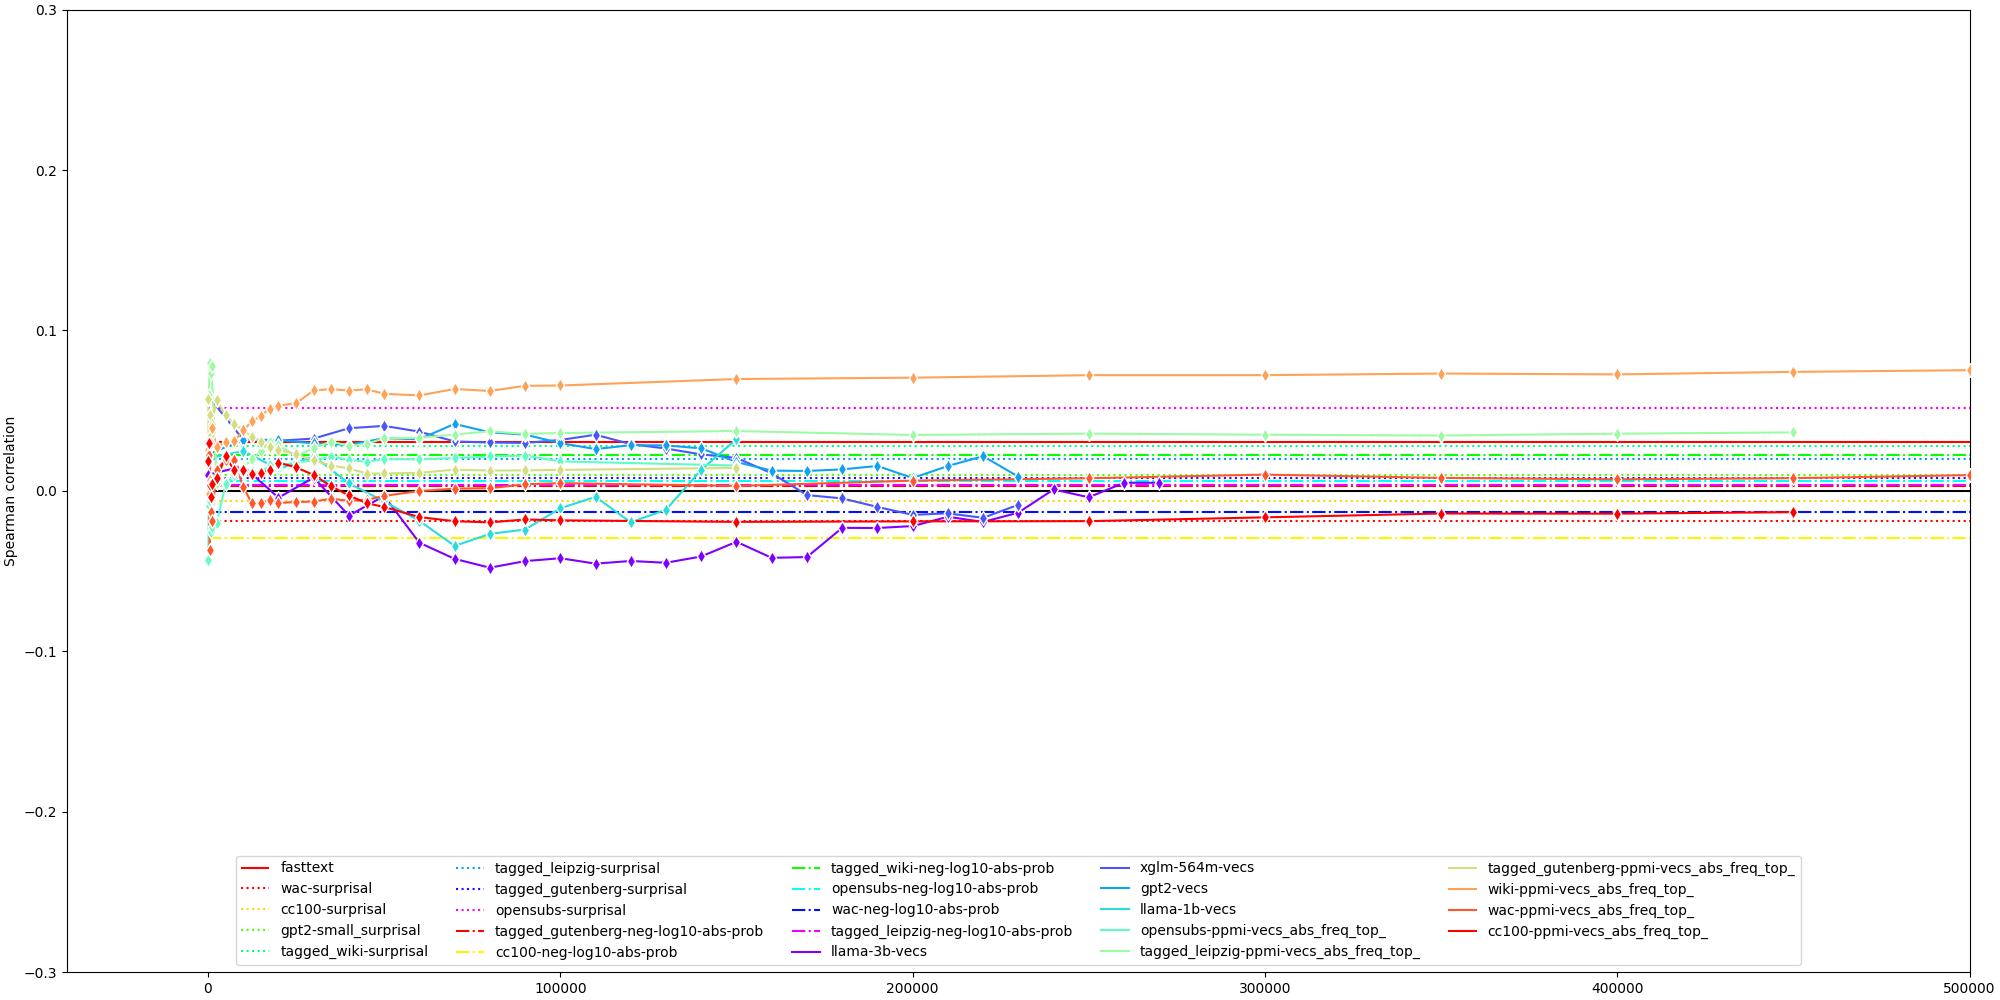 0.3
0.2
0.1
0.0
−0.1
−0.2
−0.3
Spearman correlation
fasttext
wac-surprisal
cc100-surprisal
gpt2-small_surprisal
tagged_wiki-surprisal
tagged_leipzig-surprisal
tagged_gutenberg-surprisal
opensubs-surprisal
tagged_gutenberg-neg-log10-abs-prob
cc100-neg-log10-abs-prob
tagged_wiki-neg-log10-abs-prob
opensubs-neg-log10-abs-prob
wac-neg-log10-abs-prob
tagged_leipzig-neg-log10-abs-prob
llama-3b-vecs
xglm-564m-vecs
gpt2-vecs
llama-1b-vecs
opensubs-ppmi-vecs_abs_freq_top_
tagged_leipzig-ppmi-vecs_abs_freq_top_
tagged_gutenberg-ppmi-vecs_abs_freq_top_
wiki-ppmi-vecs_abs_freq_top_
wac-ppmi-vecs_abs_freq_top_
cc100-ppmi-vecs_abs_freq_top_
0 100000 200000 300000 400000 500000